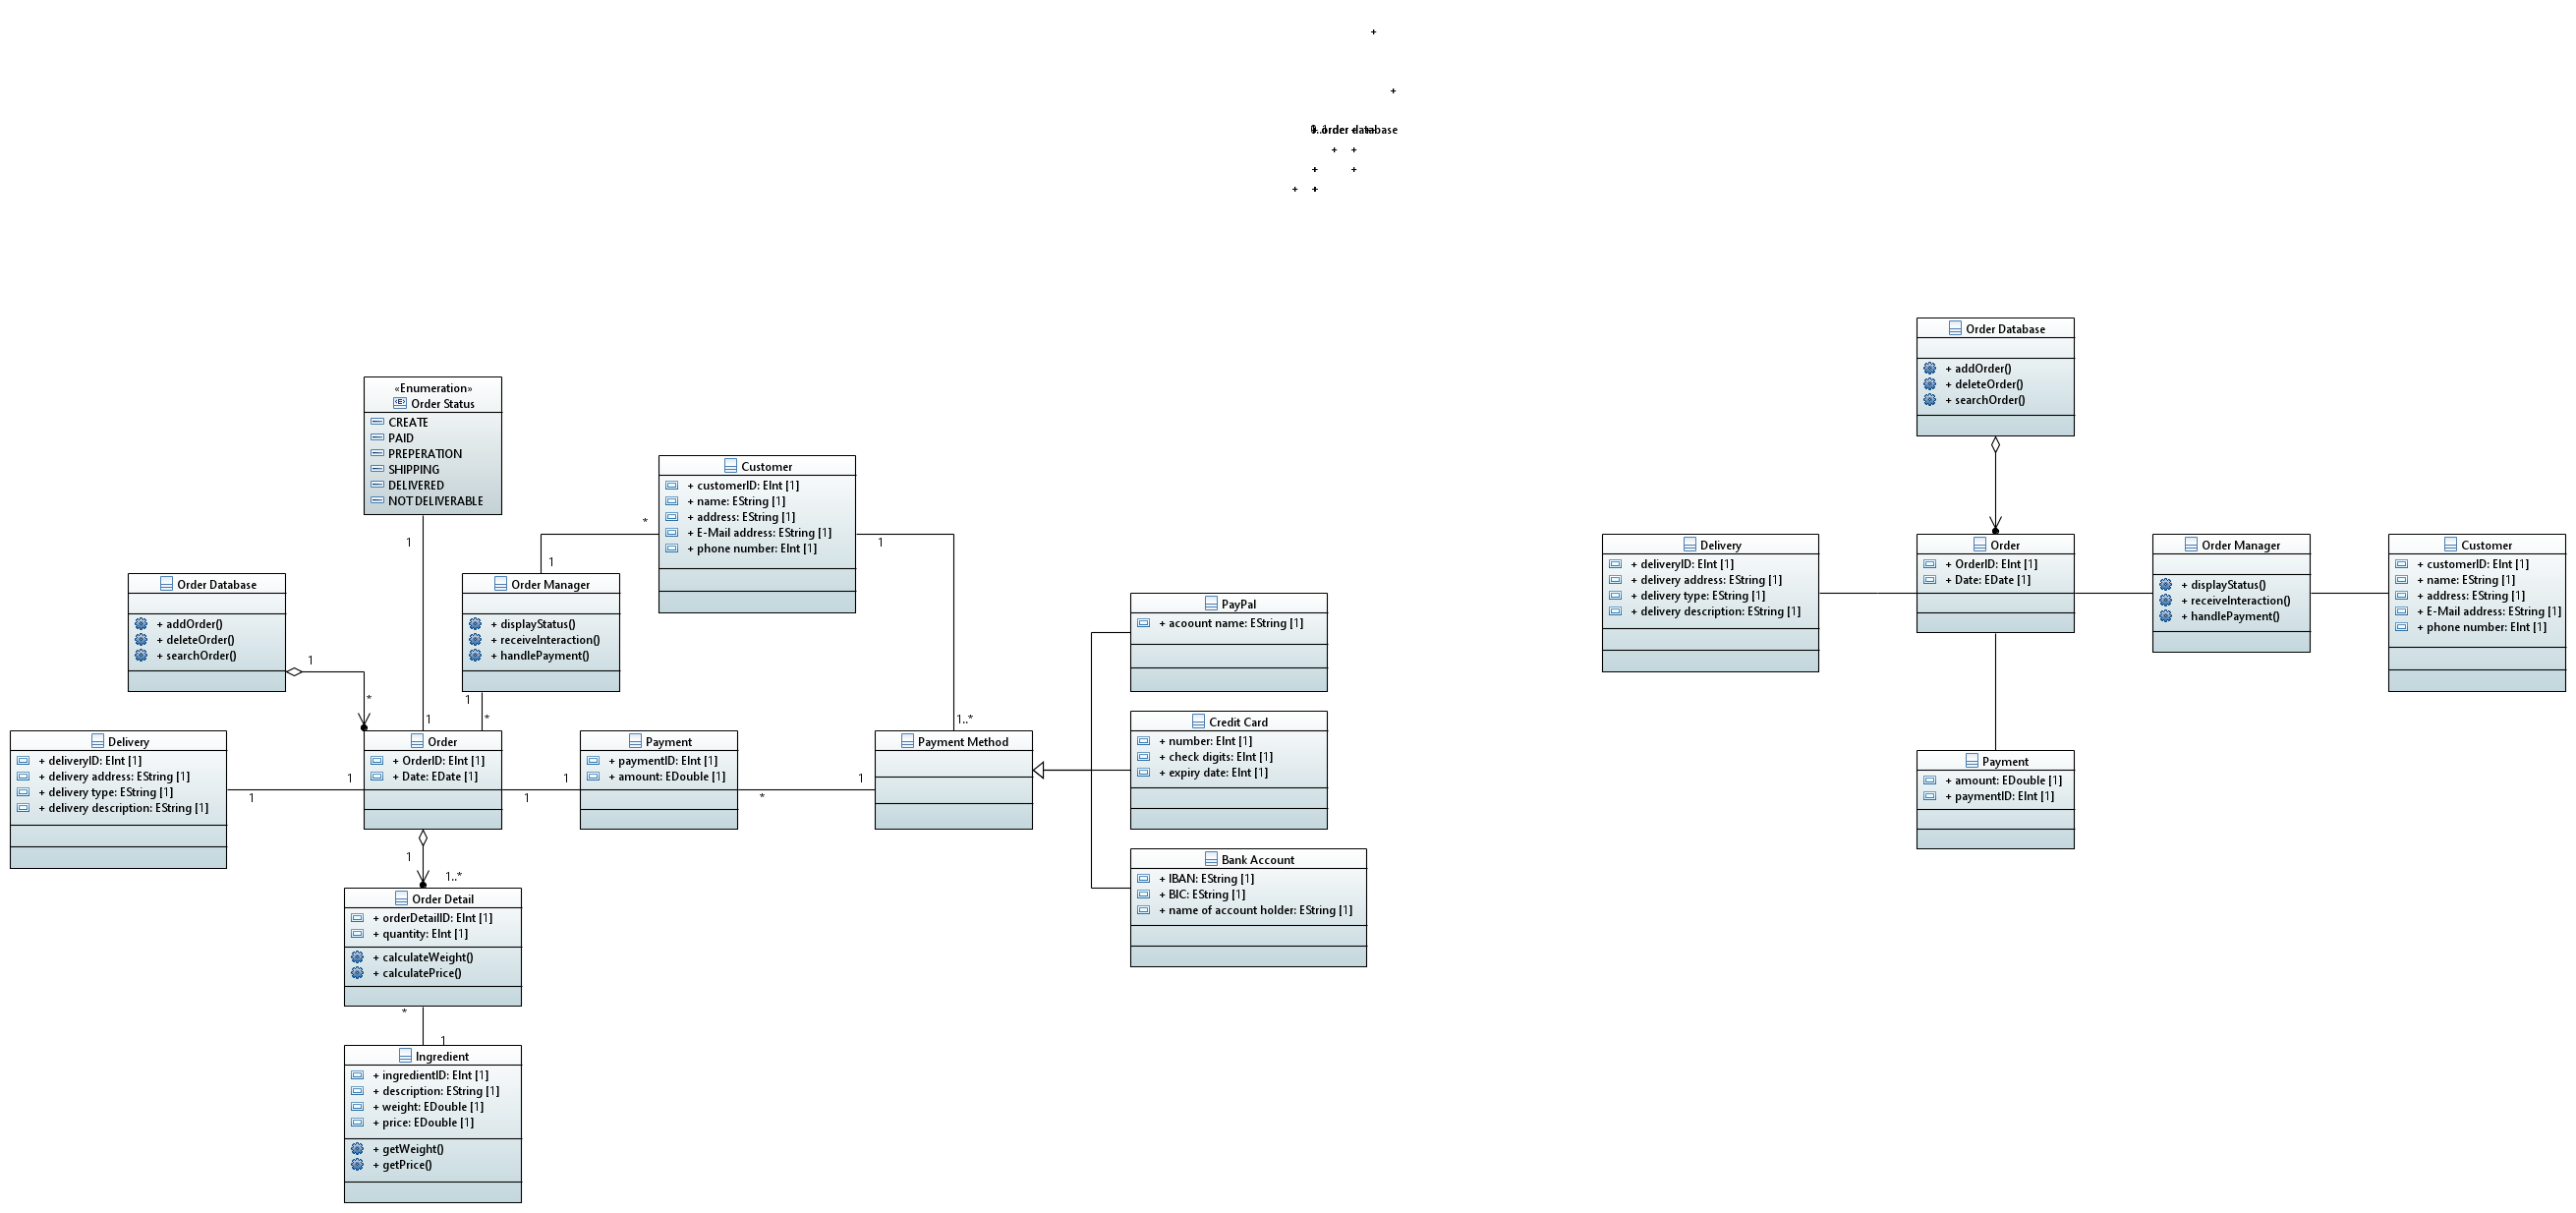 +
+
order database
+ +
+ +
+ +
Order Database
+ addOrder()
+ deleteOrder()
+ searchOrder()
«Enumeration»
Order Status
CREATE
PAID
PREPERATION
SHIPPING
DELIVERED
NOT DELIVERABLE
1
1
Customer
+ customerID: EInt [1]
+ name: EString [1]
+ address: EString [1]
+ E-Mail address: EString [1]
+ phone number: EInt [1]
*
1
1
1..*
Order Database
+ addOrder()
+ deleteOrder()
+ searchOrder()
1
*
Order Manager
+ displayStatus()
+ receiveInteraction()
+ handlePayment()
1
*
Delivery
+ deliveryID: EInt [1]
+ delivery address: EString [1]
+ delivery type: EString [1]
+ delivery description: EString [1]
1
1
Order
+ OrderID: EInt [1]
+ Date: EDate [1]
1
1
Payment
+ paymentID: EInt [1]
+ amount: EDouble [1]
*
1
Payment Method
PayPal
+ acoount name: EString [1]
Credit Card
+ number: EInt [1]
+ check digits: EInt [1]
+ expiry date: EInt [1]
Bank Account
+ IBAN: EString [1]
+ BIC: EString [1]
+ name of account holder: EString [1]
1
1..*
Order Detail
+ orderDetailID: EInt [1]
+ quantity: EInt [1]
+ calculateWeight()
+ calculatePrice()
*
1
Ingredient
+ ingredientID: EInt [1]
+ description: EString [1]
+ weight: EDouble [1]
+ price: EDouble [1]
+ getWeight()
+ getPrice()
Delivery
+ deliveryID: EInt [1]
+ delivery address: EString [1]
+ delivery type: EString [1]
+ delivery description: EString [1]
Order
+ OrderID: EInt [1]
+ Date: EDate [1]
Order Manager
+ displayStatus()
+ receiveInteraction()
+ handlePayment()
Customer
+ customerID: EInt [1]
+ name: EString [1]
+ address: EString [1]
+ E-Mail address: EString [1]
+ phone number: EInt [1]
Payment
+ amount: EDouble [1]
+ paymentID: EInt [1]